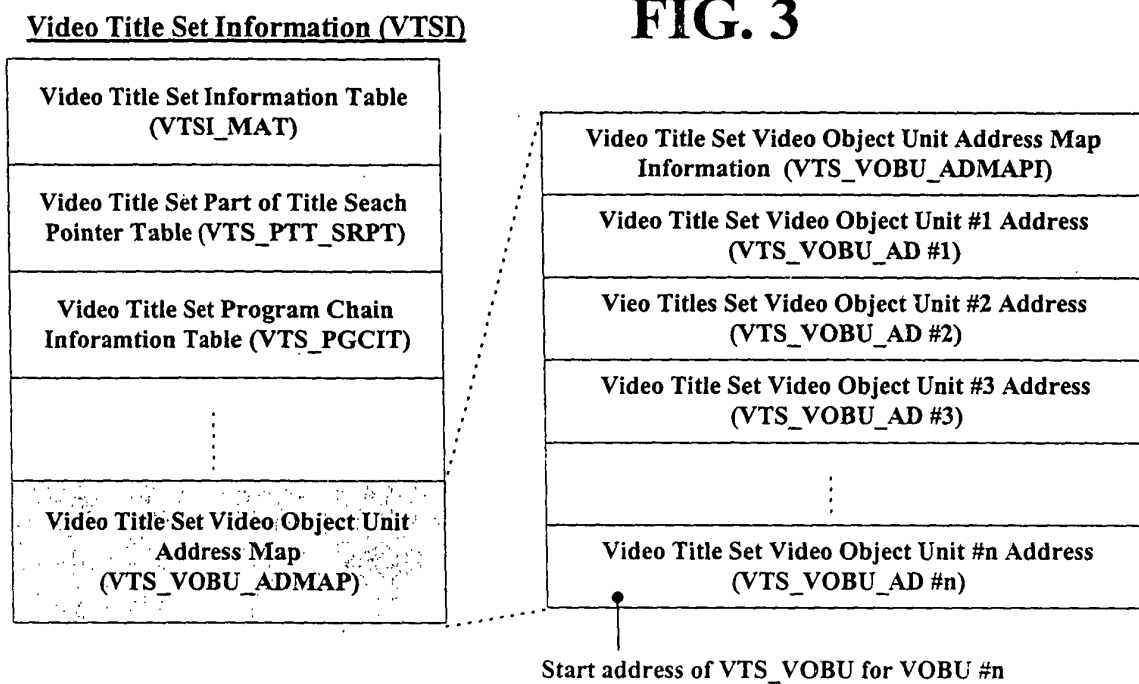 Video Title Set Information (VTSI)
FIG. 3
Video Title Set Information Table
(VTSI_MAT)
Video Title Set Part of Title Seach
Pointer Table (VTS_PTT_SRPT)
Video Title Set Program Chain
Inforamtion Table (VTS_PGCIT)
Video Title Set Video Object Unit
Address Map
(VTS_VOBU_ADMAP)
Video Title Set Video Object Unit Address Map
Information (VTS_VOBU_ADMAPI)
Video Title Set Video Object Unit #1 Address
(VTS_VOBU_AD #1)
Vieo Titles Set Video Object Unit #2 Address
(VTS_VOBU_AD #2)
Video Title Set Video Object Unit #3 Address
(VTS_VOBU_AD #3)
Video Title Set Video Object Unit #n Address
(VTS_VOBU_AD #n)
Start address of VTS_VOBU for VOBU #n